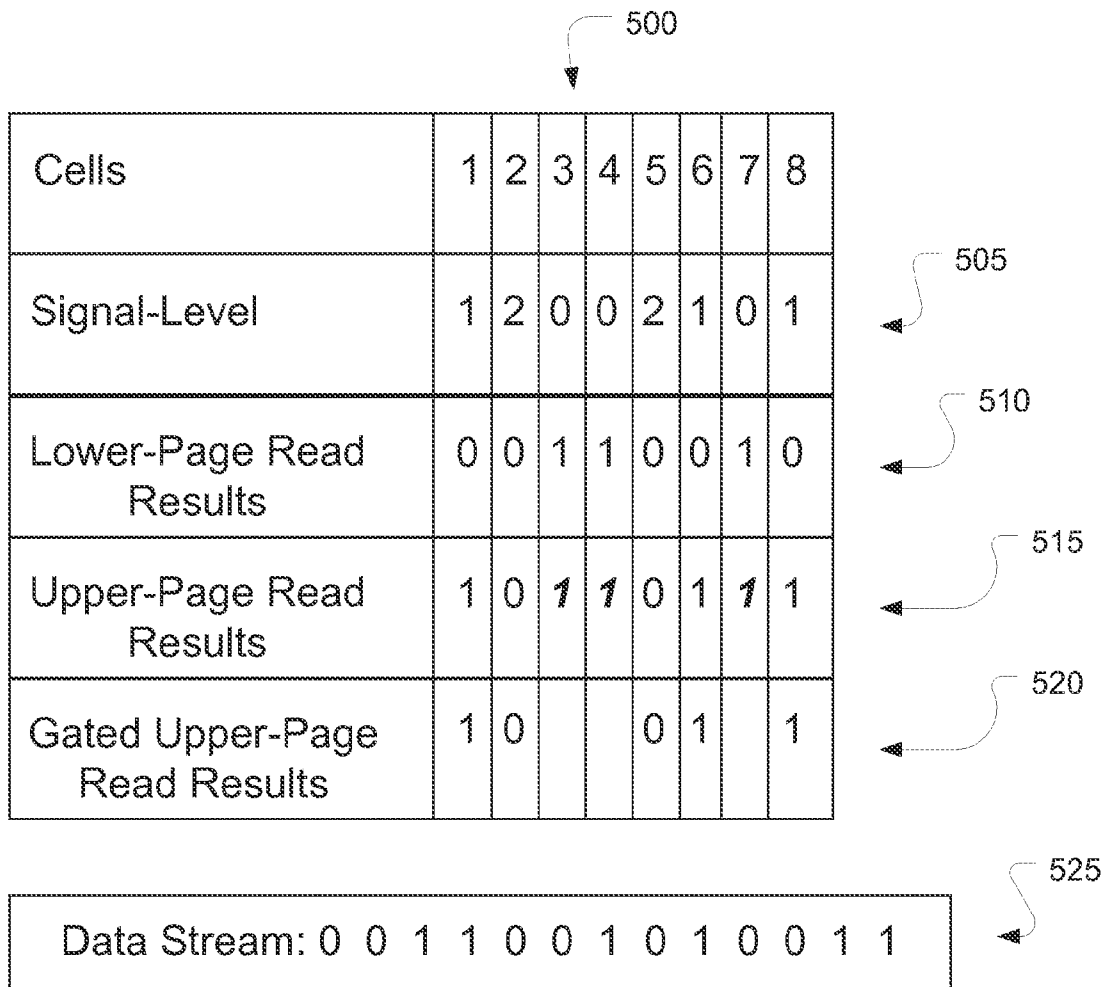 500
Cells 1 2 3 4 5 6 7 8
505
Signal-Level 1 2 0 0 2 1 0 1
510
Lower-Page Read 0 0 1 1 0 0 1 0
Results
515
Upper-Page Read 1 0 1 1 0 1 1 1
Results
520
Gated Upper-Page 1 0 0 1 1
Read Results
525
Data Stream: 0 0 1 1 0 0 1 0 1 0 0 1 1